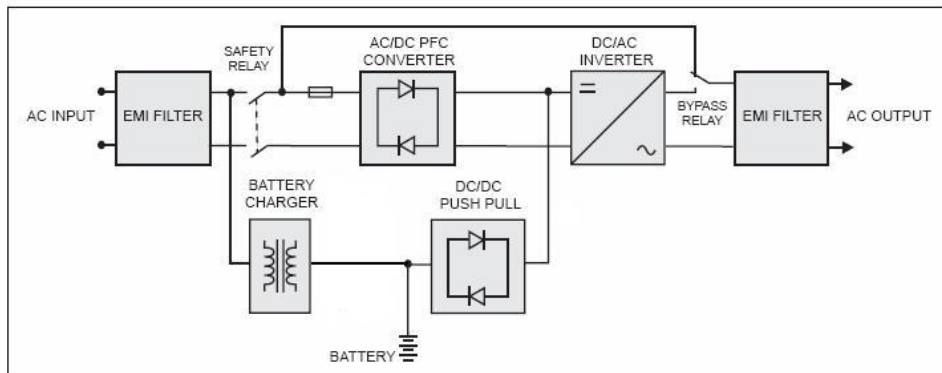 SAFETY
RELAY
AC/DC PFC
CONVERTER
DC/AC
INVERTER
AC INPUT
EMI FILTER
BYPASS
RELAY
EMI FILTER
AC OUTPUT
BATTERY
CHARGER
DC/DC
PUSH PULL
BATTERY